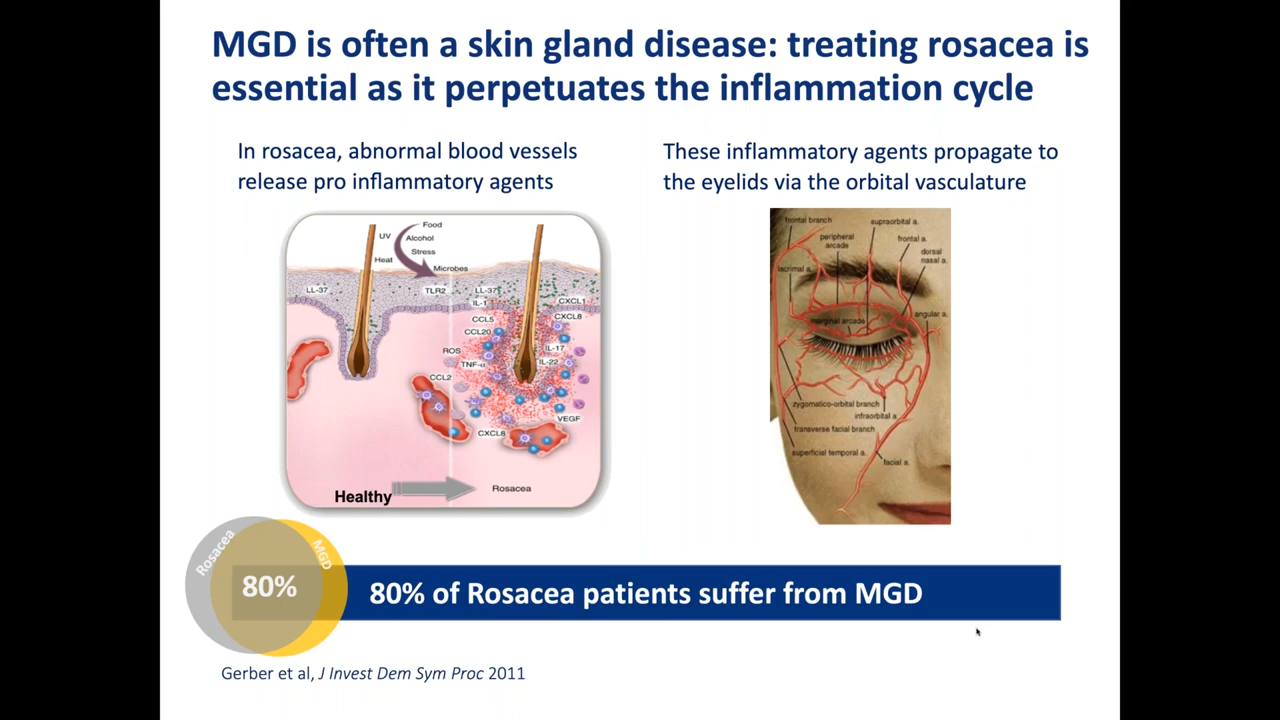 MGD is often a skin gland disease: treating rosacea is
essential as it perpetuates the inflammation cycle
In rosacea, abnormal blood vessels
release pro inflammatory agents
These inflammatory agents propagate to
the eyelids via the orbital vasculature
Food
UV
Alcohol
Stress
Heat
Microbes
LL-37
TLR2
LL-37
IL-1
CXCL1
CCL5
CXCL8
CCL20
ROS
IL-17
TNF-α
IL-22
CCL2
VEGF
CXCL8
Healthy
Rosacea
frontal branch
supraorbital a.
peripheral
arcade
frontal a.
dorsal
nasal a.
lacrimal a.
angular a.
marginal arcade
zygomatico-orbital branch
infraorbital a.
transverse facial branch
superficial temporal a.
facial a.
Rosacea
MGD
80%
80% of Rosacea patients suffer from MGD
Gerber et al, J Invest Dem Sym Proc 2011